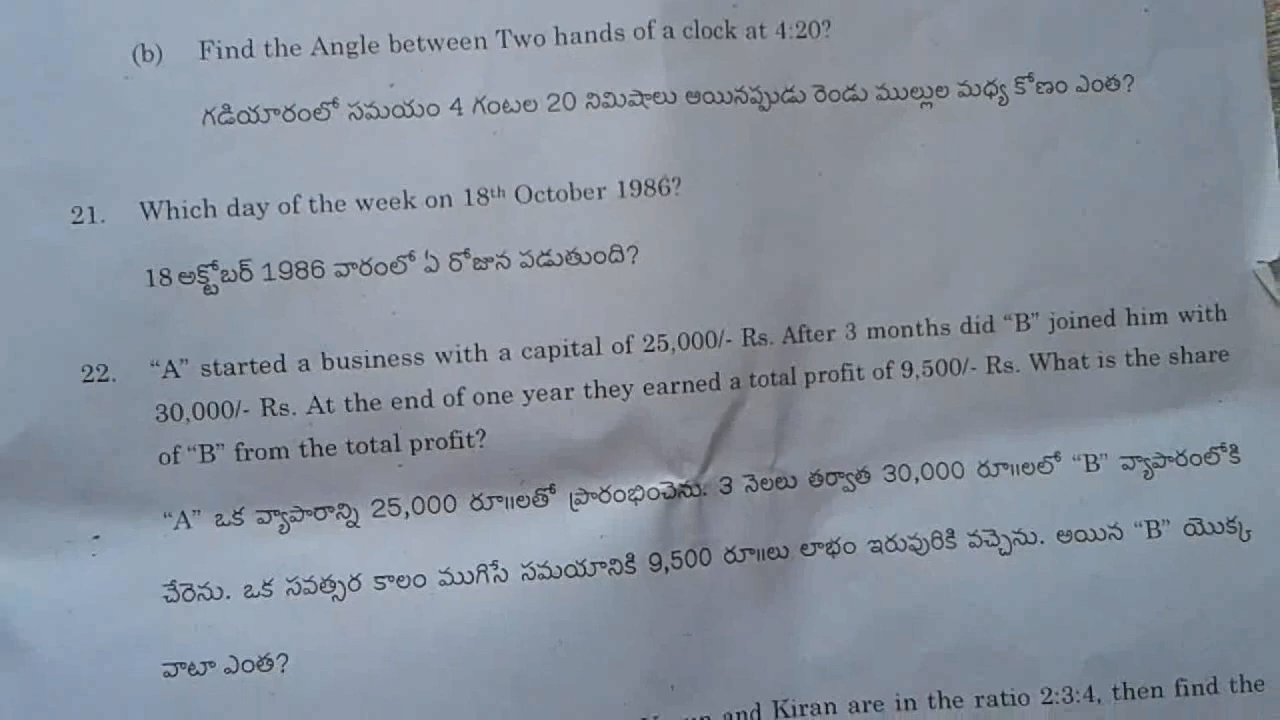 (b) Find the Angle between Two hands of a clock at 4:20?
గడియారంలో సమయం 4 గంటల 20 నిమిషాలు అయినప్పుడు రెండు ముల్లుల మధ్య కోణం ఎంత?
21. Which day of the week on 18th October 1986?
18 అక్టోబర్ 1986 వారంలో ఏ రోజున పడుతుంది?
22. “A” started a business with a capital of 25,000/- Rs. After 3 months did “B” joined him with
30,000/- Rs. At the end of one year they earned a total profit of 9,500/- Rs. What is the share
of “B” from the total profit?
“A” ఒక వ్యాపారాన్ని 25,000 రూ॥లతో ప్రారంభించెను. 3 నెలలు తర్వాత 30,000 రూ॥లలో “B” వ్యాపారంలోకి
చేరెను. ఒక సవత్సర కాలం ముగిసే సమయానికి 9,500 రూ॥లు లాభం ఇరువురికి వచ్చెను. అయిన “B” యొక్క
వాటా ఎంత?
and Kiran are in the ratio 2:3:4, then find the